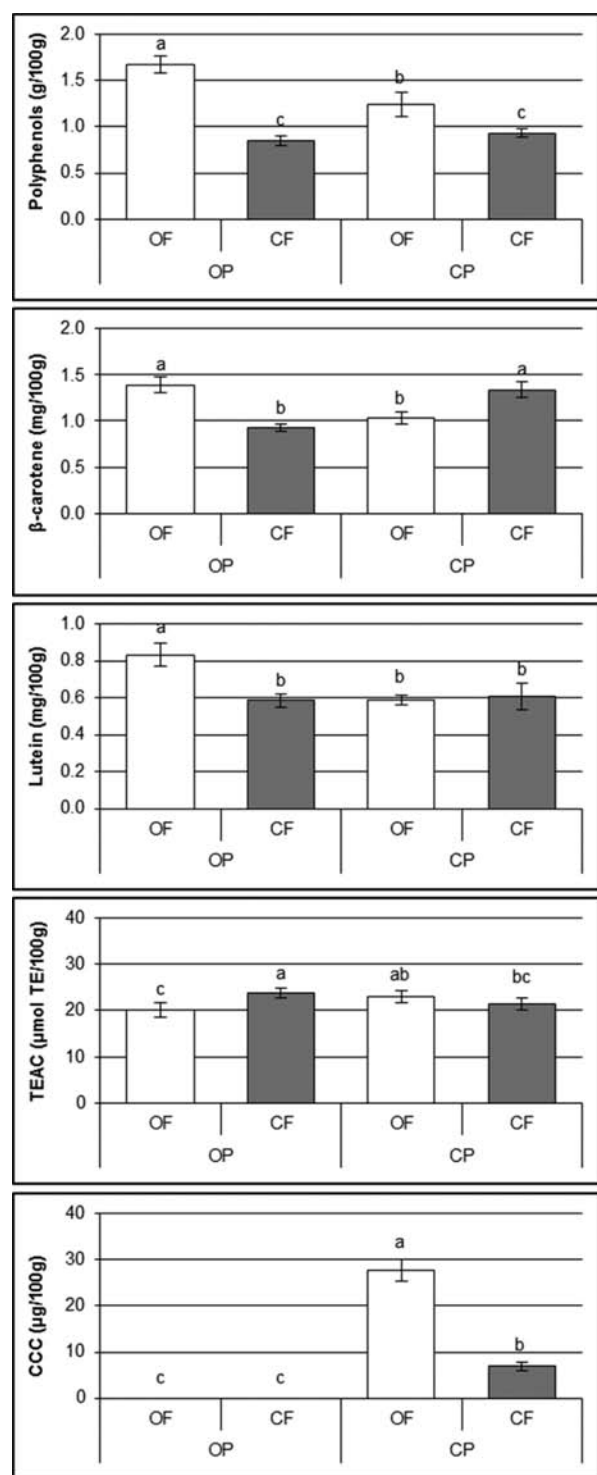 Polyphenols (g/100g)
2.0
1.5
1.0
0.5
0.0
a
c
b
c
OF CF OF CF
OP CP
β-carotene (mg/100g)
2.0
1.5
1.0
0.5
0.0
a
b
b
a
OF CF OF CF
OP CP
Lutein (mg/100g)
1.0
0.8
0.6
0.4
0.2
0.0
a
b
b
b
OF CF OF CF
OP CP
TEAC (µmol TE/100g)
40
30
20
10
0
c
a
ab
bc
OF CF OF CF
OP CP
CCC (µg/100g)
40
30
20
10
0
c
c
a
b
OF CF OF CF
OP CP